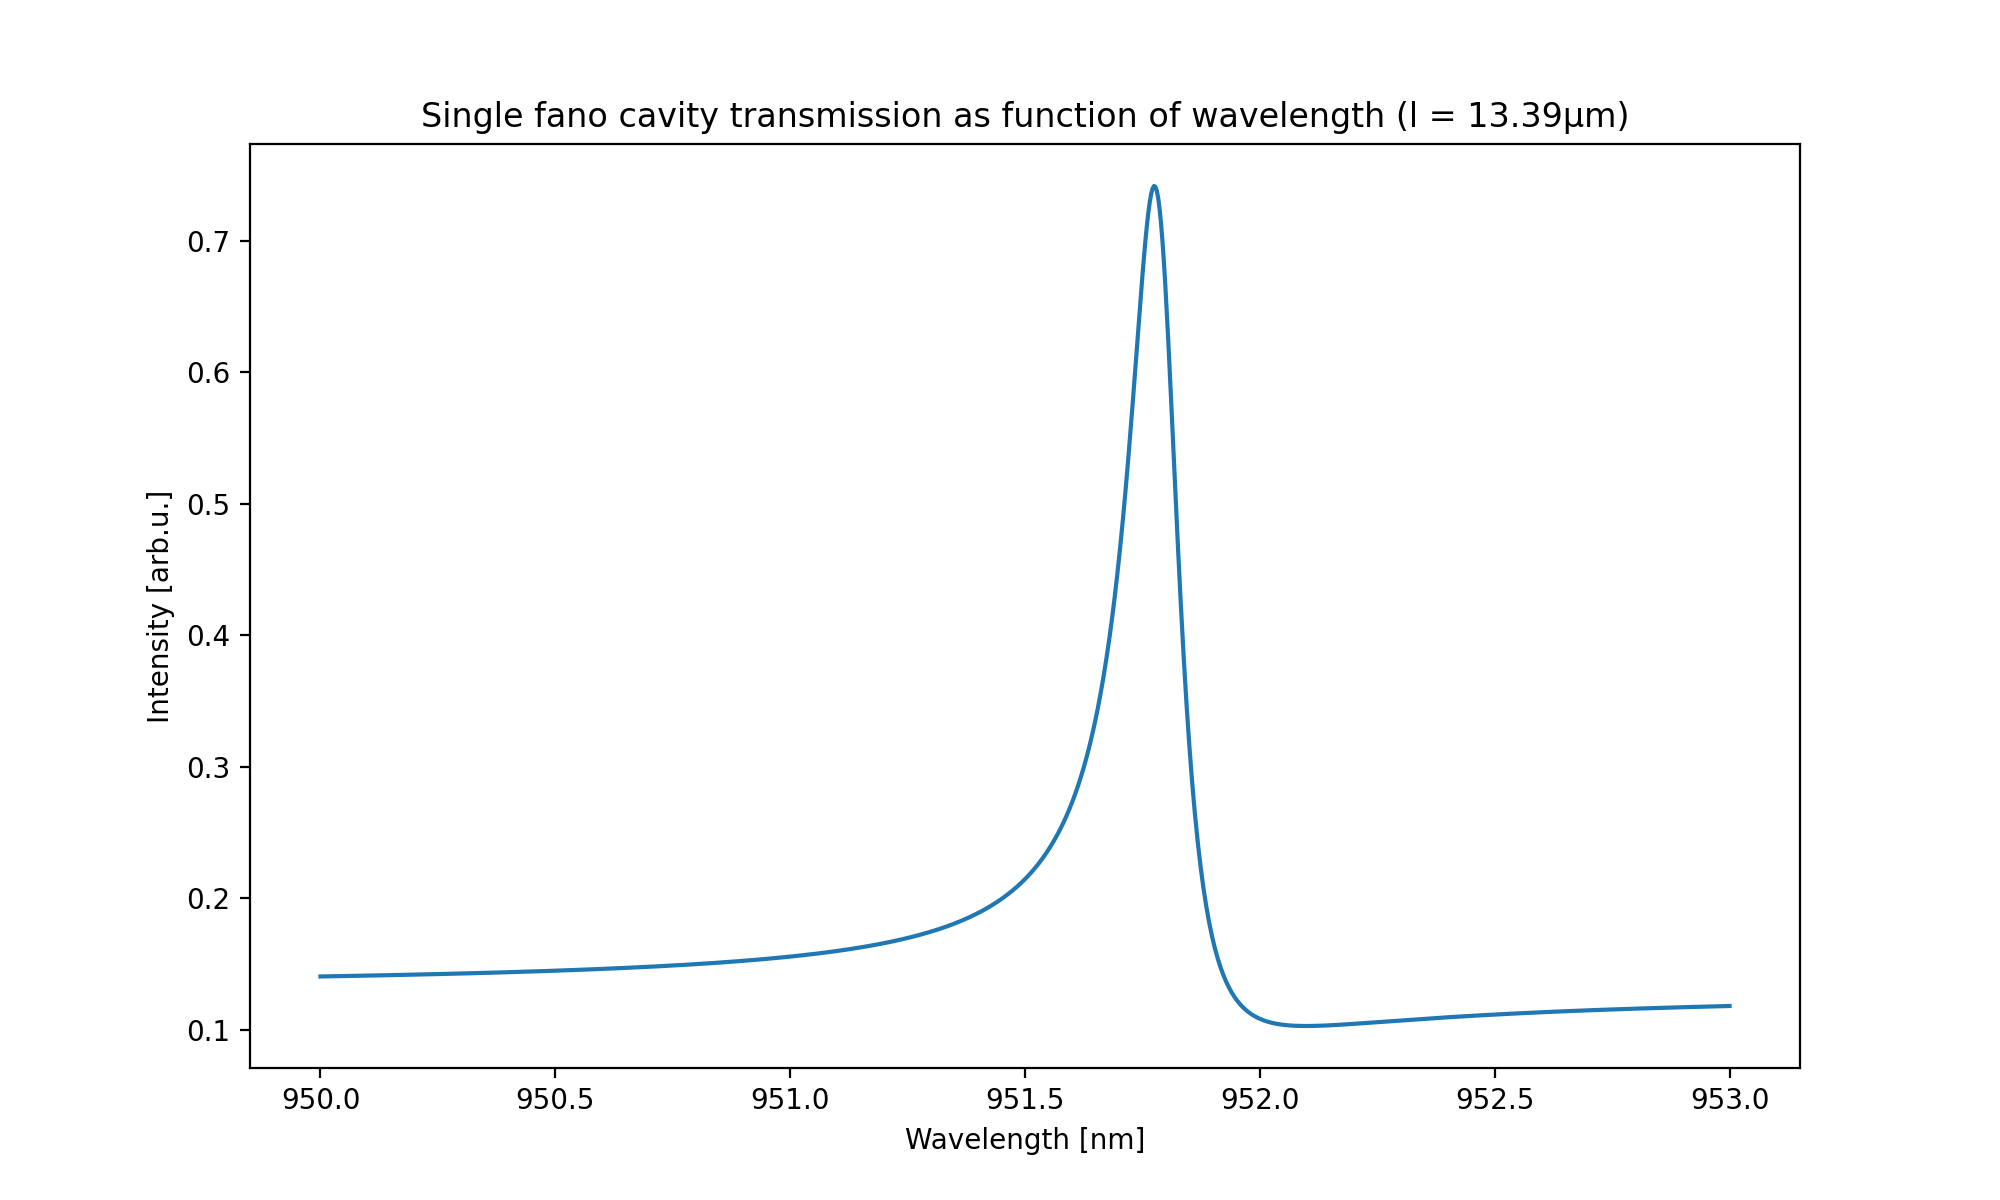 Single fano cavity transmission as function of wavelength (l = 13.39μm)
Intensity [arb.u.]
0.7
0.6
0.5
0.4
0.3
0.2
0.1
950.0 950.5 951.0 951.5 952.0 952.5 953.0
Wavelength [nm]